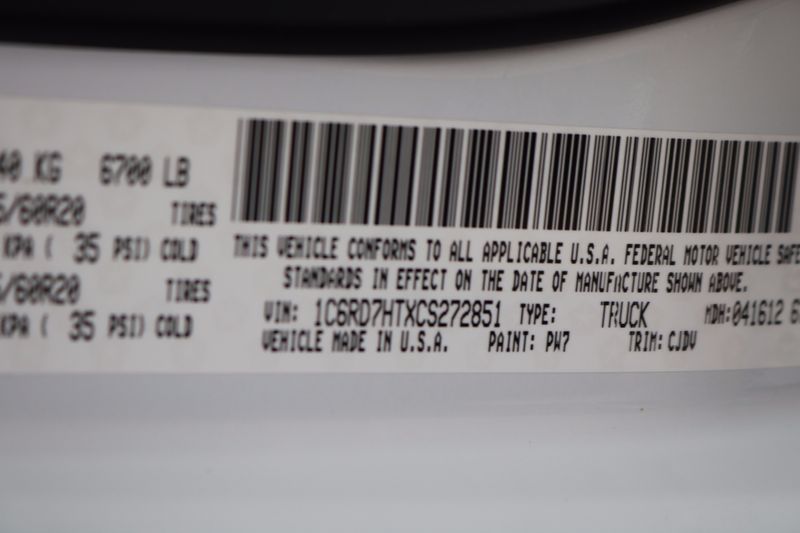 40 KG 6700 LB
5/60R20 TIRES
KPA ( 35 PSI) COLD
5/60R20 TIRES
KPA ( 35 PSI) COLD
THIS VEHICLE CONFORMS TO ALL APPLICABLE U.S.A. FEDERAL MOTOR VEHICLE SAFE
STANDARDS IN EFFECT ON THE DATE OF MANUFACTURE SHOWN ABOVE.
VIN: 1C6RD7HTXCS272851 TYPE: TRUCK MDH:041612 6
VEHICLE MADE IN U.S.A. PAINT: PW7 TRIM: CJDV